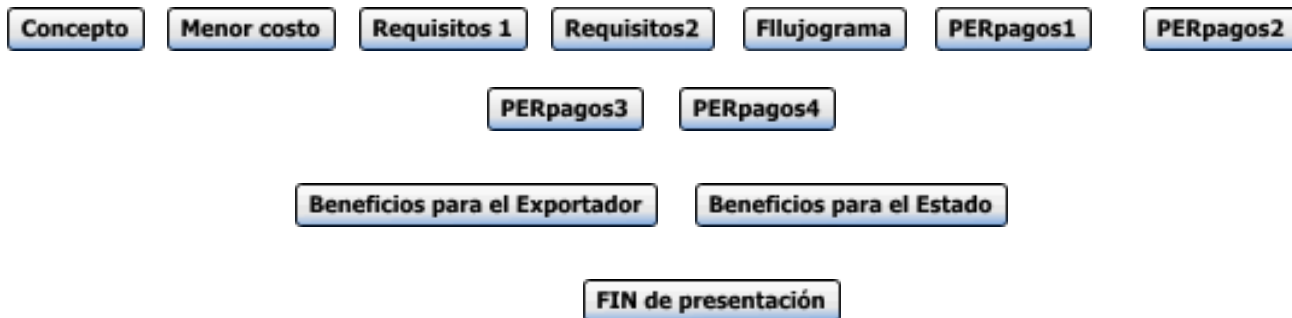 Concepto Menor costo Requisitos 1 Requisitos2 Fllujograma PERpagos1 PERpagos2
PERpagos3 PERpagos4
Beneficios para el Exportador Beneficios para el Estado
FIN de presentación